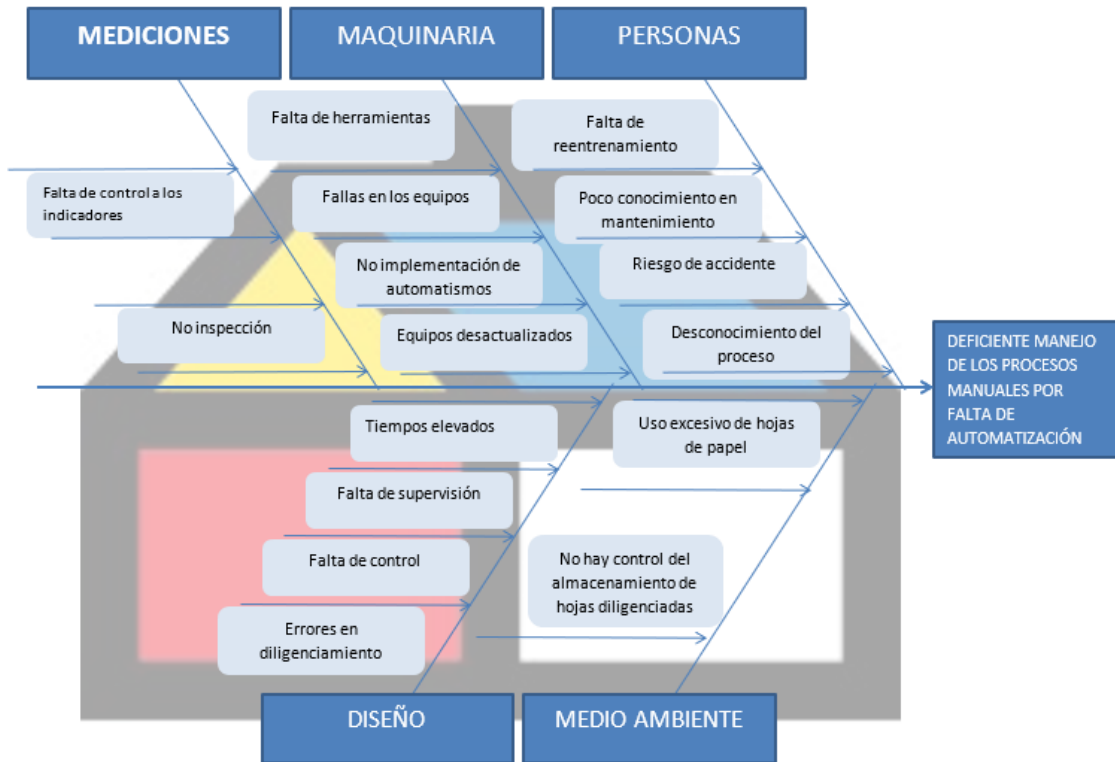 MEDICIONES
MAQUINARIA
PERSONAS
Falta de herramientas
Falta de
reentrenamiento
Falta de control a los
indicadores
Fallas en los equipos
Poco conocimiento en
mantenimiento
No implementación de
automatismos
Riesgo de accidente
No inspección
Equipos desactualizados
Desconocimiento del
proceso
DEFICIENTE MANEJO
DE LOS PROCESOS
MANUALES POR
FALTA DE
AUTOMATIZACIÓN
Tiempos elevados
Uso excesivo de hojas
de papel
Falta de supervisión
Falta de control
No hay control del
almacenamiento de
hojas diligenciadas
Errores en
diligenciamiento
DISEÑO
MEDIO AMBIENTE